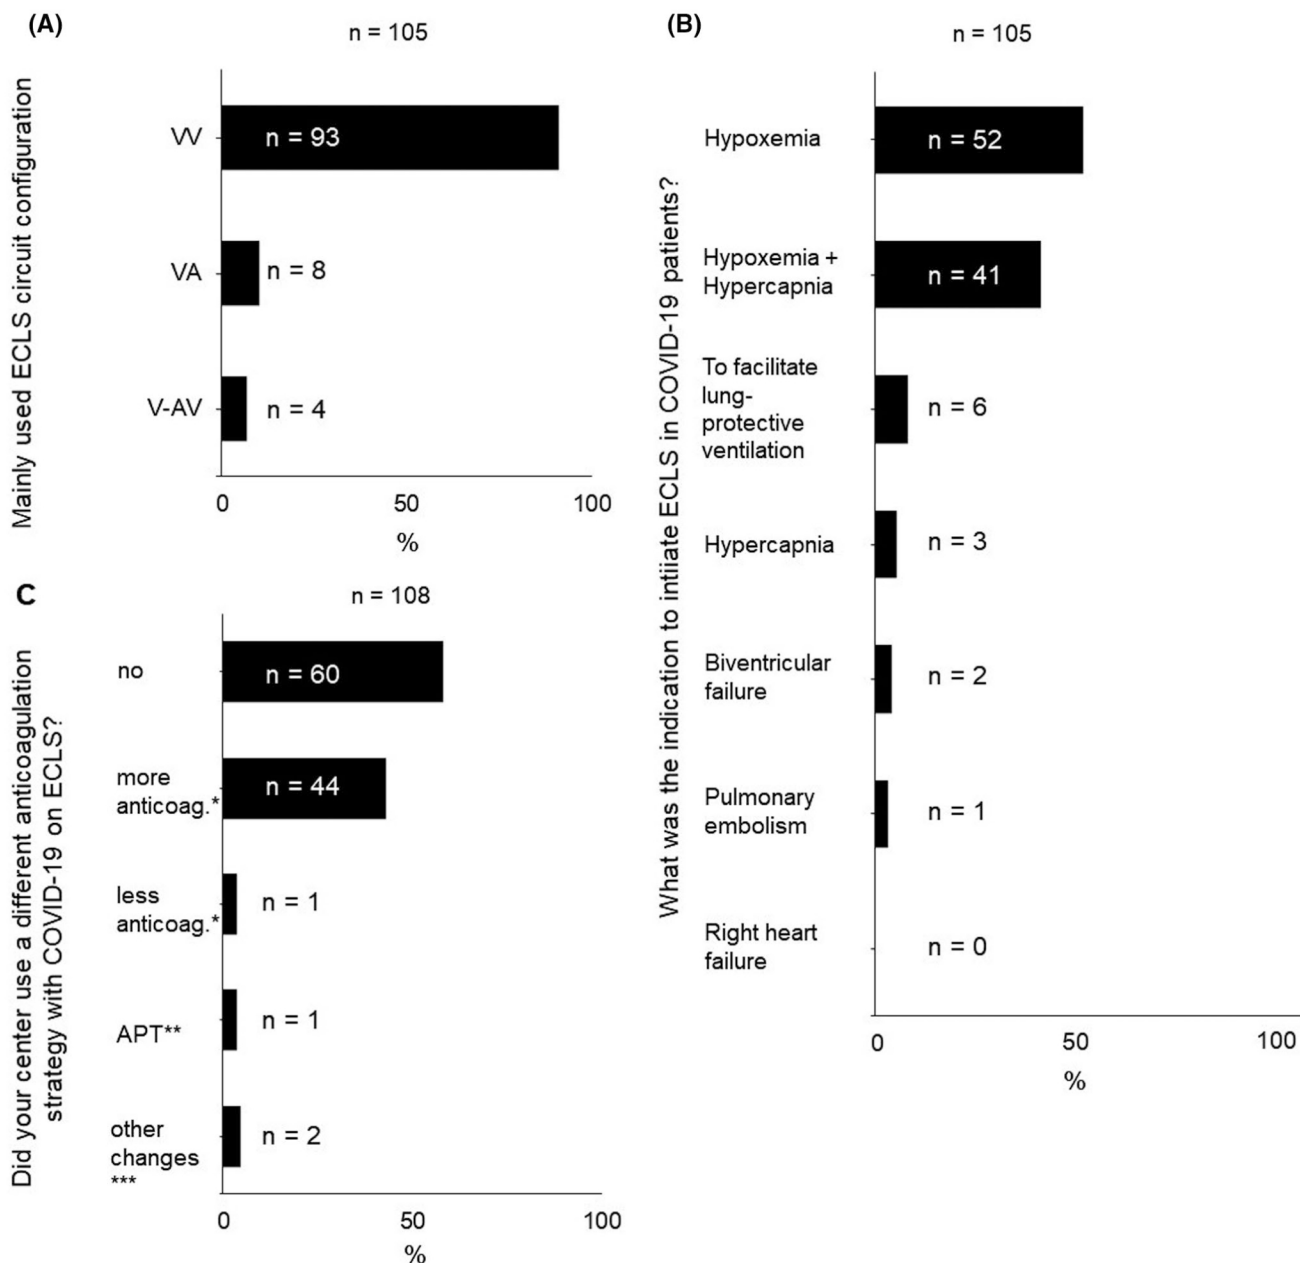 (A)
n = 105
Mainly used ECLS circuit configuration
VV
n = 93
VA
n = 8
V-AV
n = 4
0 50 100
%
(B)
n = 105
What was the indication to intiiate ECLS in COVID-19 patients?
Hypoxemia
n = 52
Hypoxemia +
Hypercapnia
n = 41
To facilitate
lung-
protective
ventilation
n = 6
Hypercapnia
n = 3
Biventricular
failure
n = 2
Pulmonary
embolism
n = 1
Right heart
failure
n = 0
0 50 100
%
C
n = 108
Did your center use a different anticoagulation
strategy with COVID-19 on ECLS?
no
n = 60
more
anticoag.*
n = 44
less
anticoag.*
n = 1
APT**
n = 1
other
changes
***
n = 2
0 50 100
%